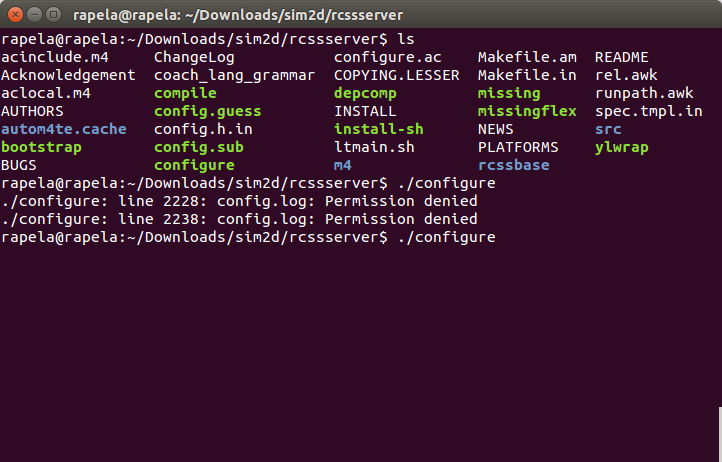 rapela@rapela: ~/Downloads/sim2d/rcssserver
rapela@rapela:~/Downloads/sim2d/rcssserver$ ls
acinclude.m4 ChangeLog configure.ac Makefile.am README
Acknowledgement coach_lang_grammar COPYING.LESSER Makefile.in rel.awk
aclocal.m4 compile depcomp missing runpath.awk
AUTHORS config.guess INSTALL missingflex spec.tmpl.in
autom4te.cache config.h.in install-sh NEWS src
bootstrap config.sub ltmain.sh PLATFORMS ylwrap
BUGS configure m4 rcssbase
rapela@rapela:~/Downloads/sim2d/rcssserver$ ./configure
./configure: line 2228: config.log: Permission denied
./configure: line 2238: config.log: Permission denied
rapela@rapela:~/Downloads/sim2d/rcssserver$ ./configure